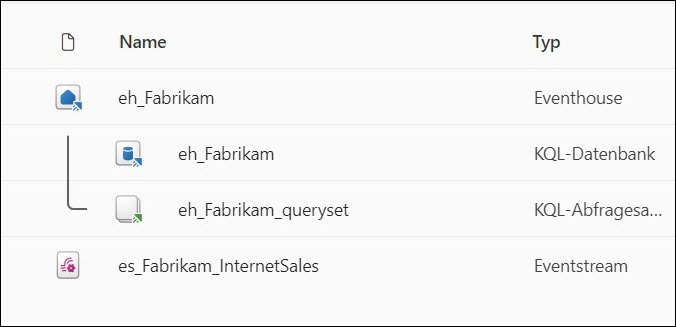 Name Typ
eh_Fabrikam Eventhouse
eh_Fabrikam KQL-Datenbank
eh_Fabrikam_queryset KQL-Abfragesa...
es_Fabrikam_InternetSales Eventstream